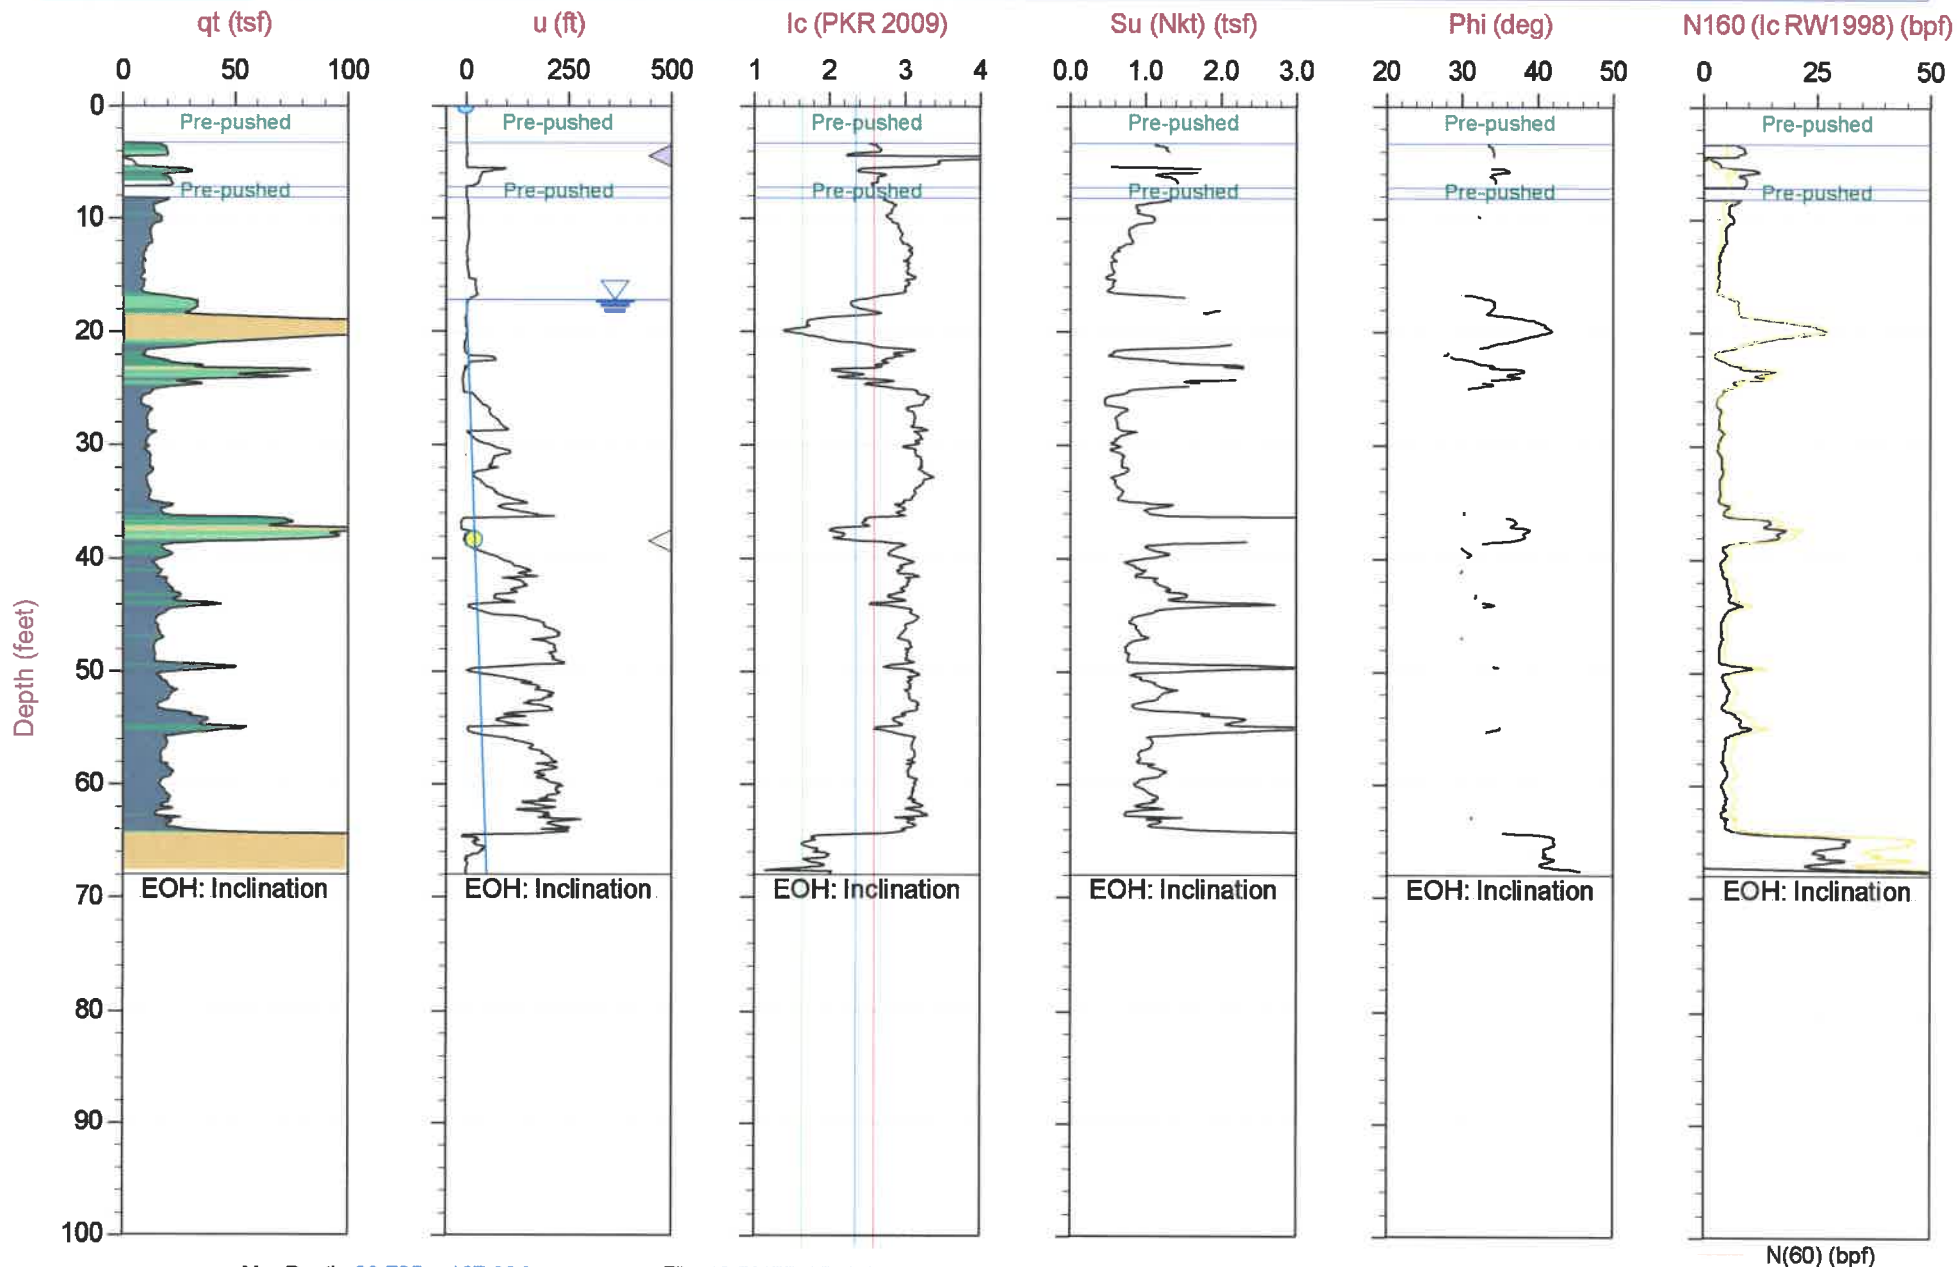 qt (tsf) u (ft) Ic (PKR 2009) Su (Nkt) (tsf) Phi (deg) N160 (Ic RW1998) (bpf)
0 50 100 0 250 500 1 2 3 4 0.0 1.0 2.0 3.0 20 30 40 50 0 25 50
0
Pre-pushed Pre-pushed Pre-pushed Pre-pushed Pre-pushed Pre-pushed
Pre-pushed Pre-pushed Pre-pushed Pre-pushed Pre-pushed Pre-pushed
10
20
30
40
50
60
Depth (feet)
EOH: Inclination EOH: Inclination EOH: Inclination EOH: Inclination EOH: Inclination EOH: Inclination
70
80
90
100
N(60) (bpf)